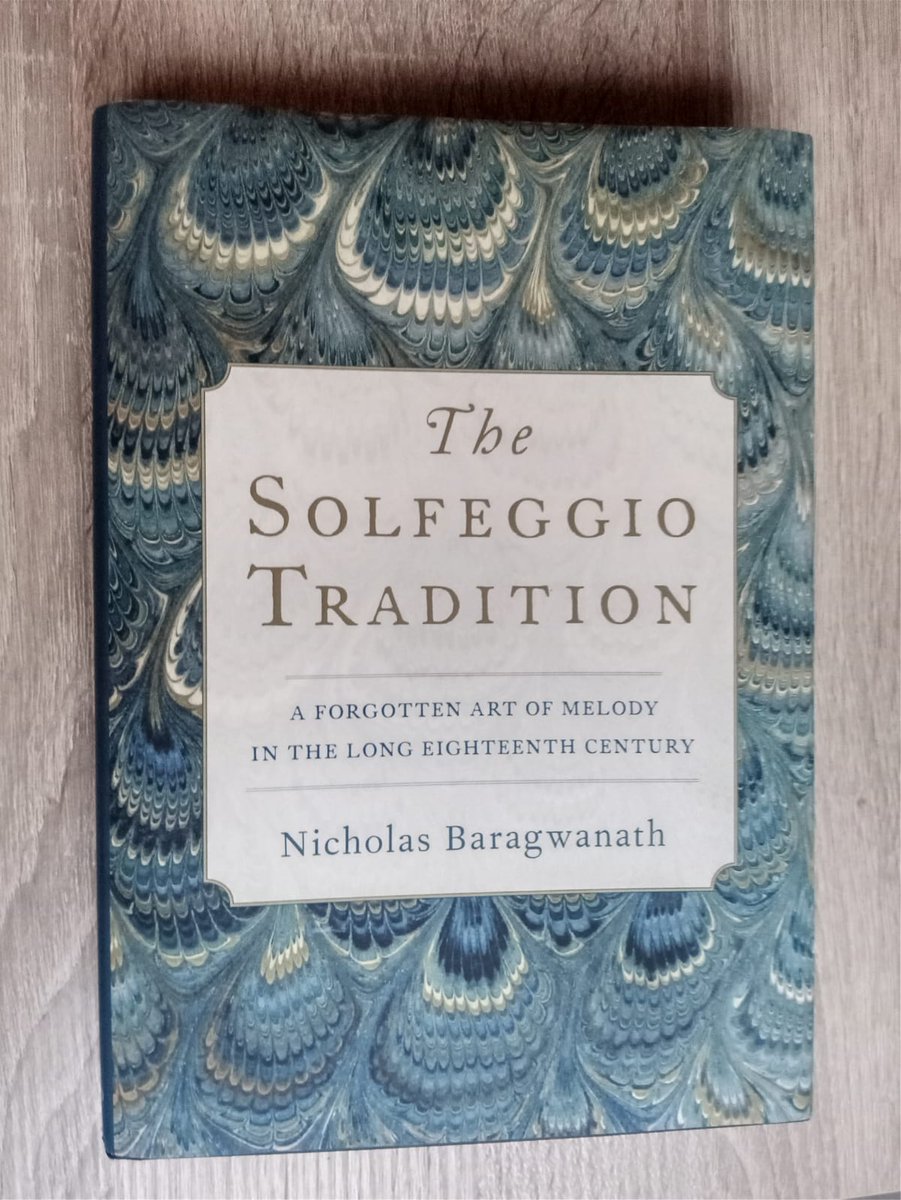 The
SOLFEGGIO
TRADITION
A FORGOTTEN ART OF MELODY
IN THE LONG EIGHTEENTH CENTURY
Nicholas Baragwanath